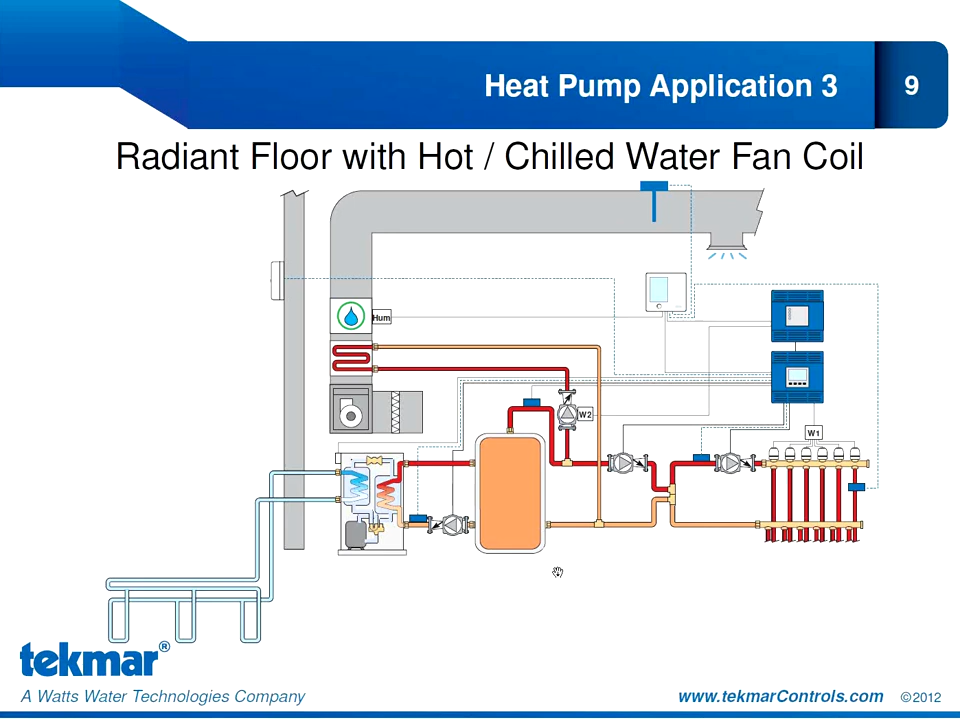 Heat Pump Application 3
9
Radiant Floor with Hot / Chilled Water Fan Coil
Hum
W2
W1
tekmar®
A Watts Water Technologies Company
www.tekmarControls.com
©2012